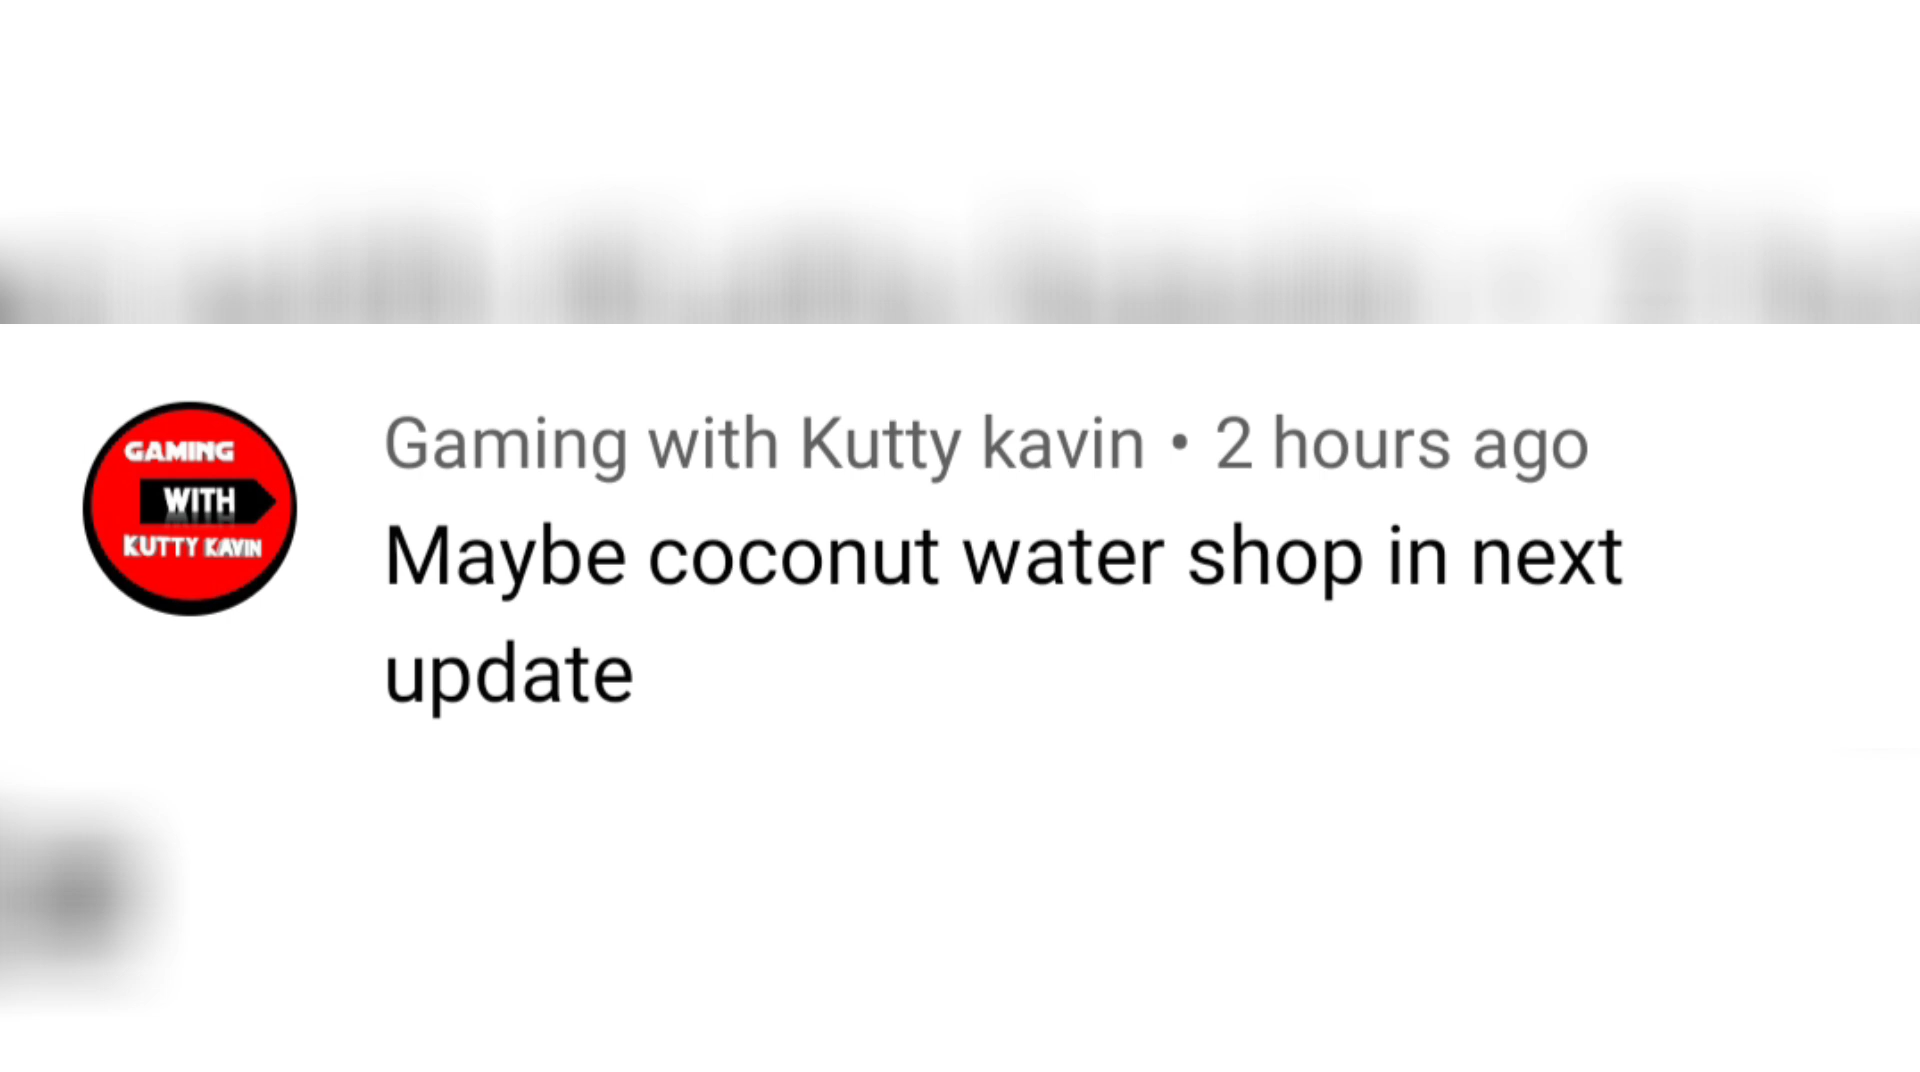 GAMING
WITH
KUTTY KAVIN
Gaming with Kutty kavin • 2 hours ago
Maybe coconut water shop in next
update